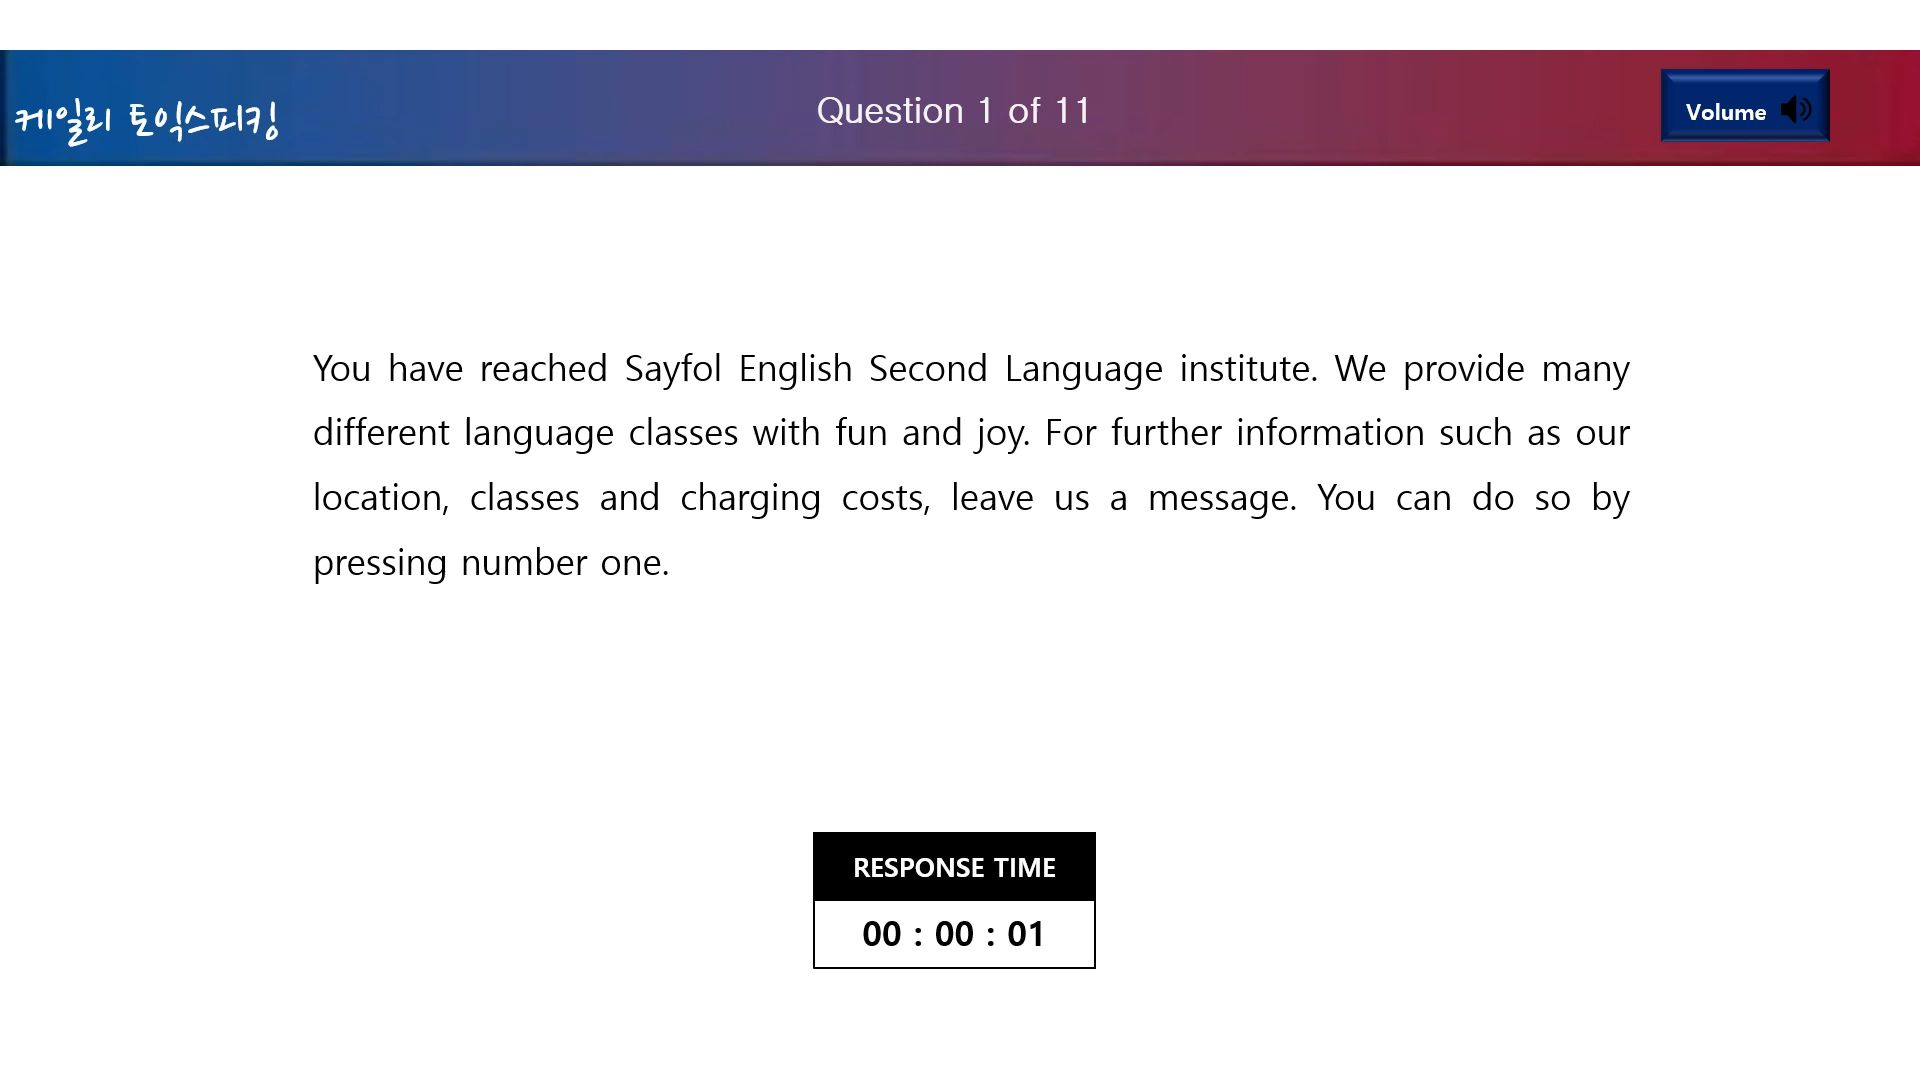 케일리 토익스피킹
Question 1 of 11
Volume
You have reached Sayfol English Second Language institute. We provide many
different language classes with fun and joy. For further information such as our
location, classes and charging costs, leave us a message. You can do so by
pressing number one.
RESPONSE TIME
00 : 00 : 01